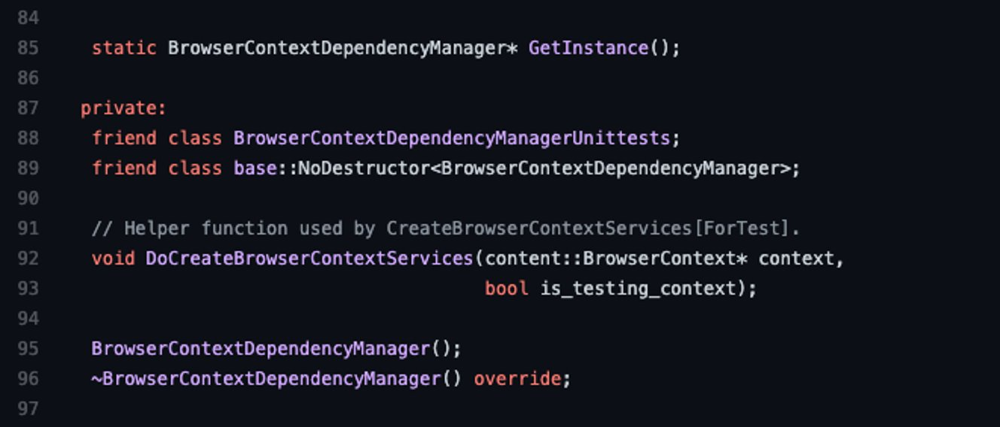 84
85 static BrowserContextDependencyManager* GetInstance();
86
87 private:
88 friend class BrowserContextDependencyManagerUnittests;
89 friend class base::NoDestructor<BrowserContextDependencyManager>;
90
91 // Helper function used by CreateBrowserContextServices[ForTest].
92 void DoCreateBrowserContextServices(content::BrowserContext* context,
93 bool is_testing_context);
94
95 BrowserContextDependencyManager();
96 ~BrowserContextDependencyManager() override;
97